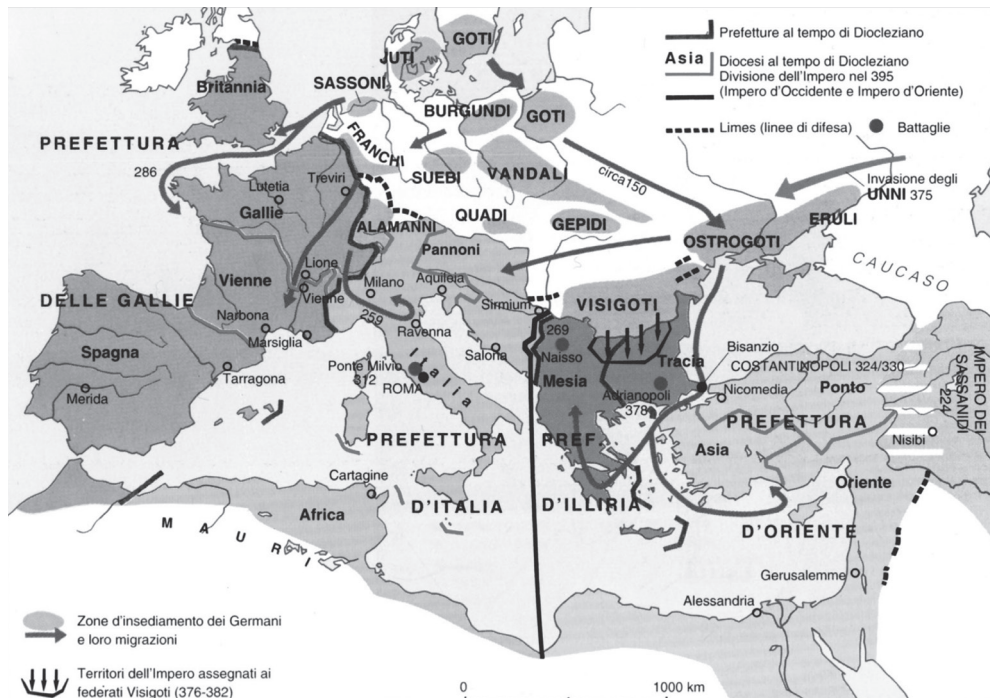 GOTI
JUTI
SASSONI
Britannia
BURGUNDI
GOTI
PREFETTURA
286
FRANCHI
SUEBI
VANDALI
circa150
Treviri
Lutetia
Gallie
ALAMANNI
QUADI
GEPIDI
Pannoni
OSTROGOTI
ERULI
Invasione degli
UNNI 375
CAUCASO
DELLE GALLIE
Vienne
Lione
Vienne
Milano
Aquileia
Sirmium
VISIGOTI
Narbona
Marsiglia
259
Ravenna
269
Naisso
Spagna
Tarragona
Merida
Ponte Milvio
312
ROMA
Italia
Salona
Mesia
Tracia
Adrianopoli
378
Bisanzio
COSTANTINOPOLI 324/330
Nicomedia
Ponto
PREFETTURA
IMPERO DEI
SASSANDI
224
Nisibi
PREFETTURA
PREF.
Asia
Cartagine
Oriente
D'ITALIA
D'ILLIRIA
D'ORIENTE
Africa
MAURI
Gerusalemme
Alessandria
Prefetture al tempo di Diocleziano
Asia
Diocesi al tempo di Diocleziano
Divisione dell'Impero nel 395
(Impero d'Occidente e Impero d'Oriente)
Limes (linee di difesa)
Battaglie
Zone d'insediamento dei Germani
e loro migrazioni
Territori dell'Impero assegnati ai
federati Visigoti (376-382)
0
1000 km